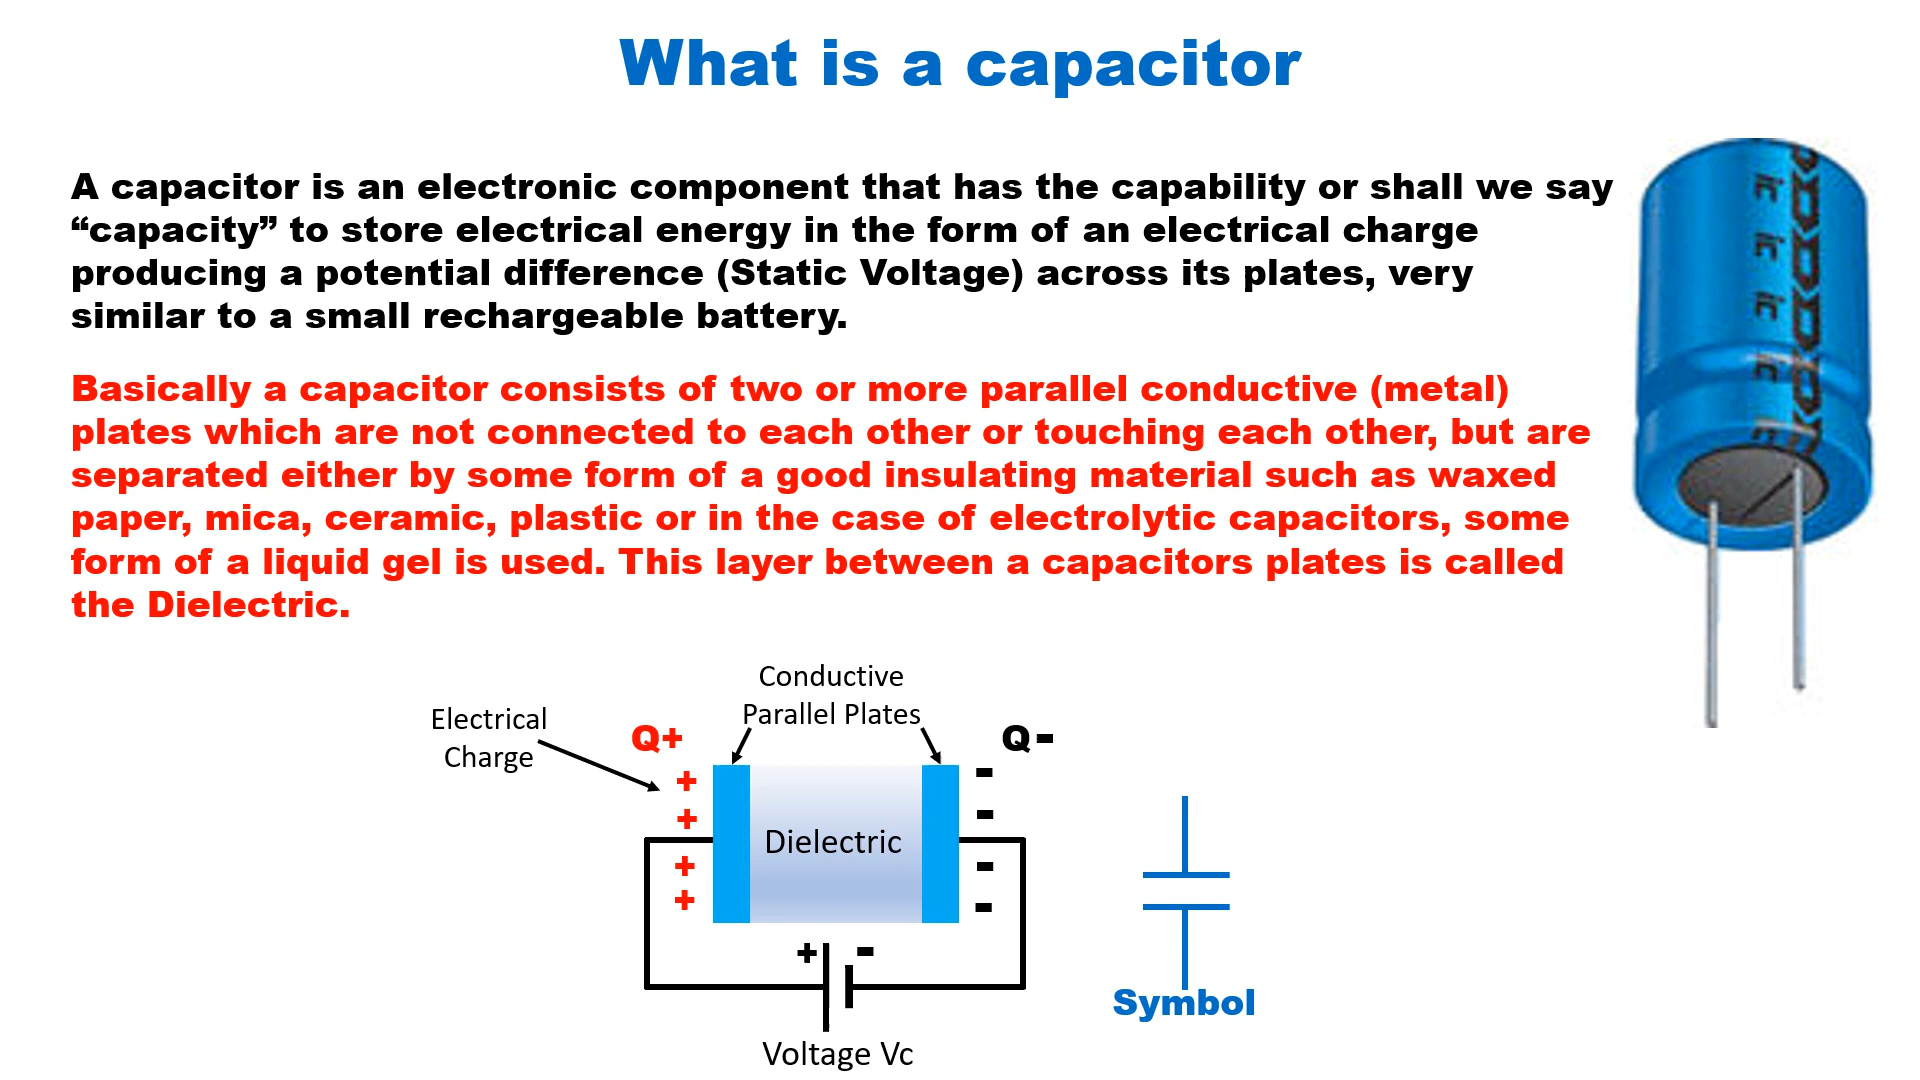 What is a capacitor
A capacitor is an electronic component that has the capability or shall we say
“capacity” to store electrical energy in the form of an electrical charge
producing a potential difference (Static Voltage) across its plates, very
similar to a small rechargeable battery.
Basically a capacitor consists of two or more parallel conductive (metal)
plates which are not connected to each other or touching each other, but are
separated either by some form of a good insulating material such as waxed
paper, mica, ceramic, plastic or in the case of electrolytic capacitors, some
form of a liquid gel is used. This layer between a capacitors plates is called
the Dielectric.
Conductive
Parallel Plates
Electrical
Charge
Q+
Q-
+
+
+
+
-
-
-
-
Dielectric
+ -
Voltage Vc
Symbol
ic
ic
ic